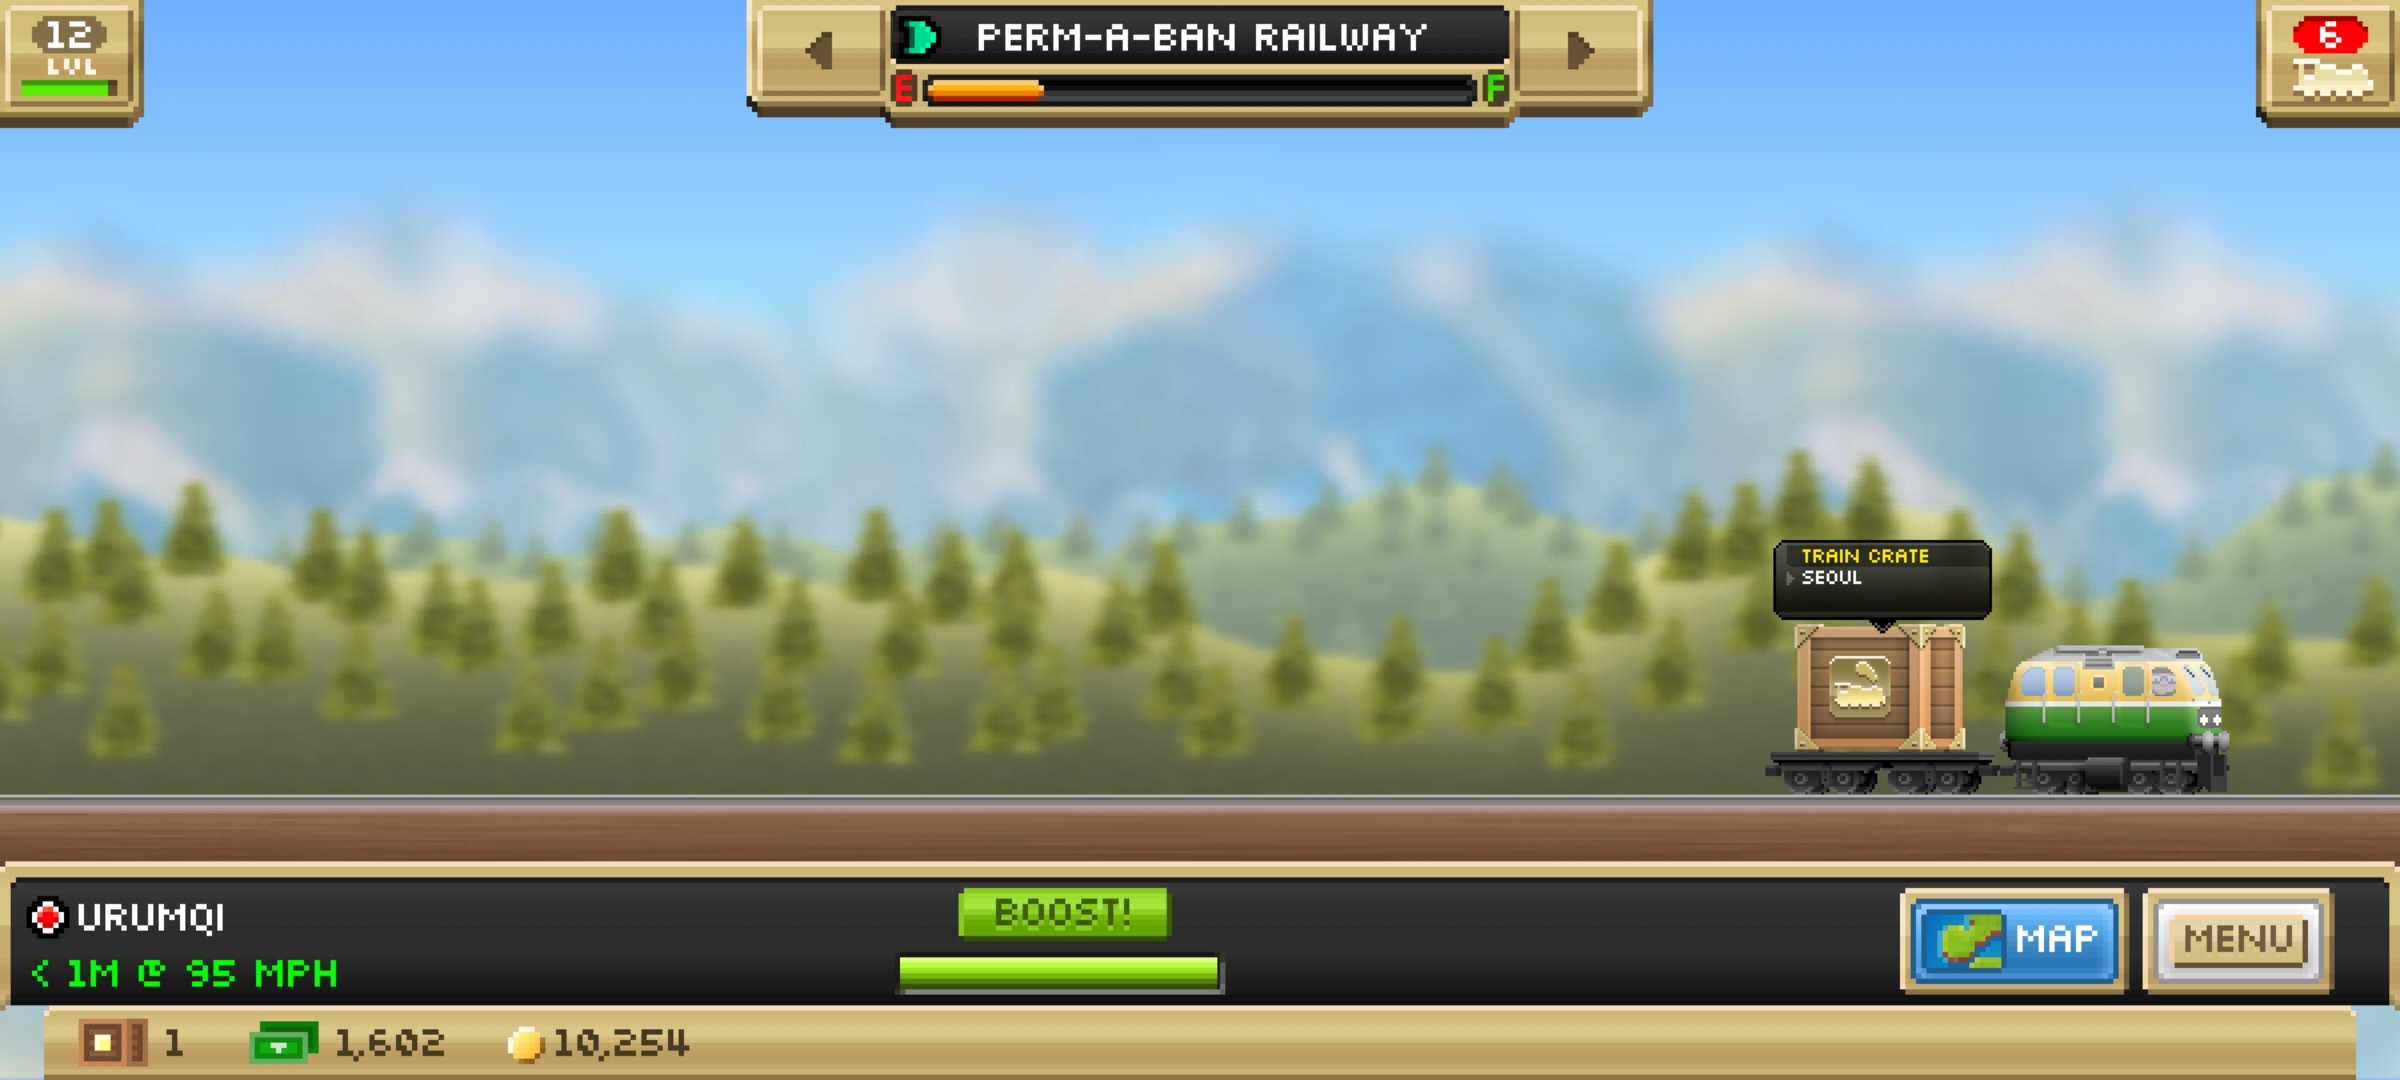 12
LVL
PERM-A-BAN RAILWAY
E F
6
TRAIN CRATE
SEOUL
URUMQI
< 1M @ 95 MPH
BOOST!
MAP
MENU
1 1,602 10,254